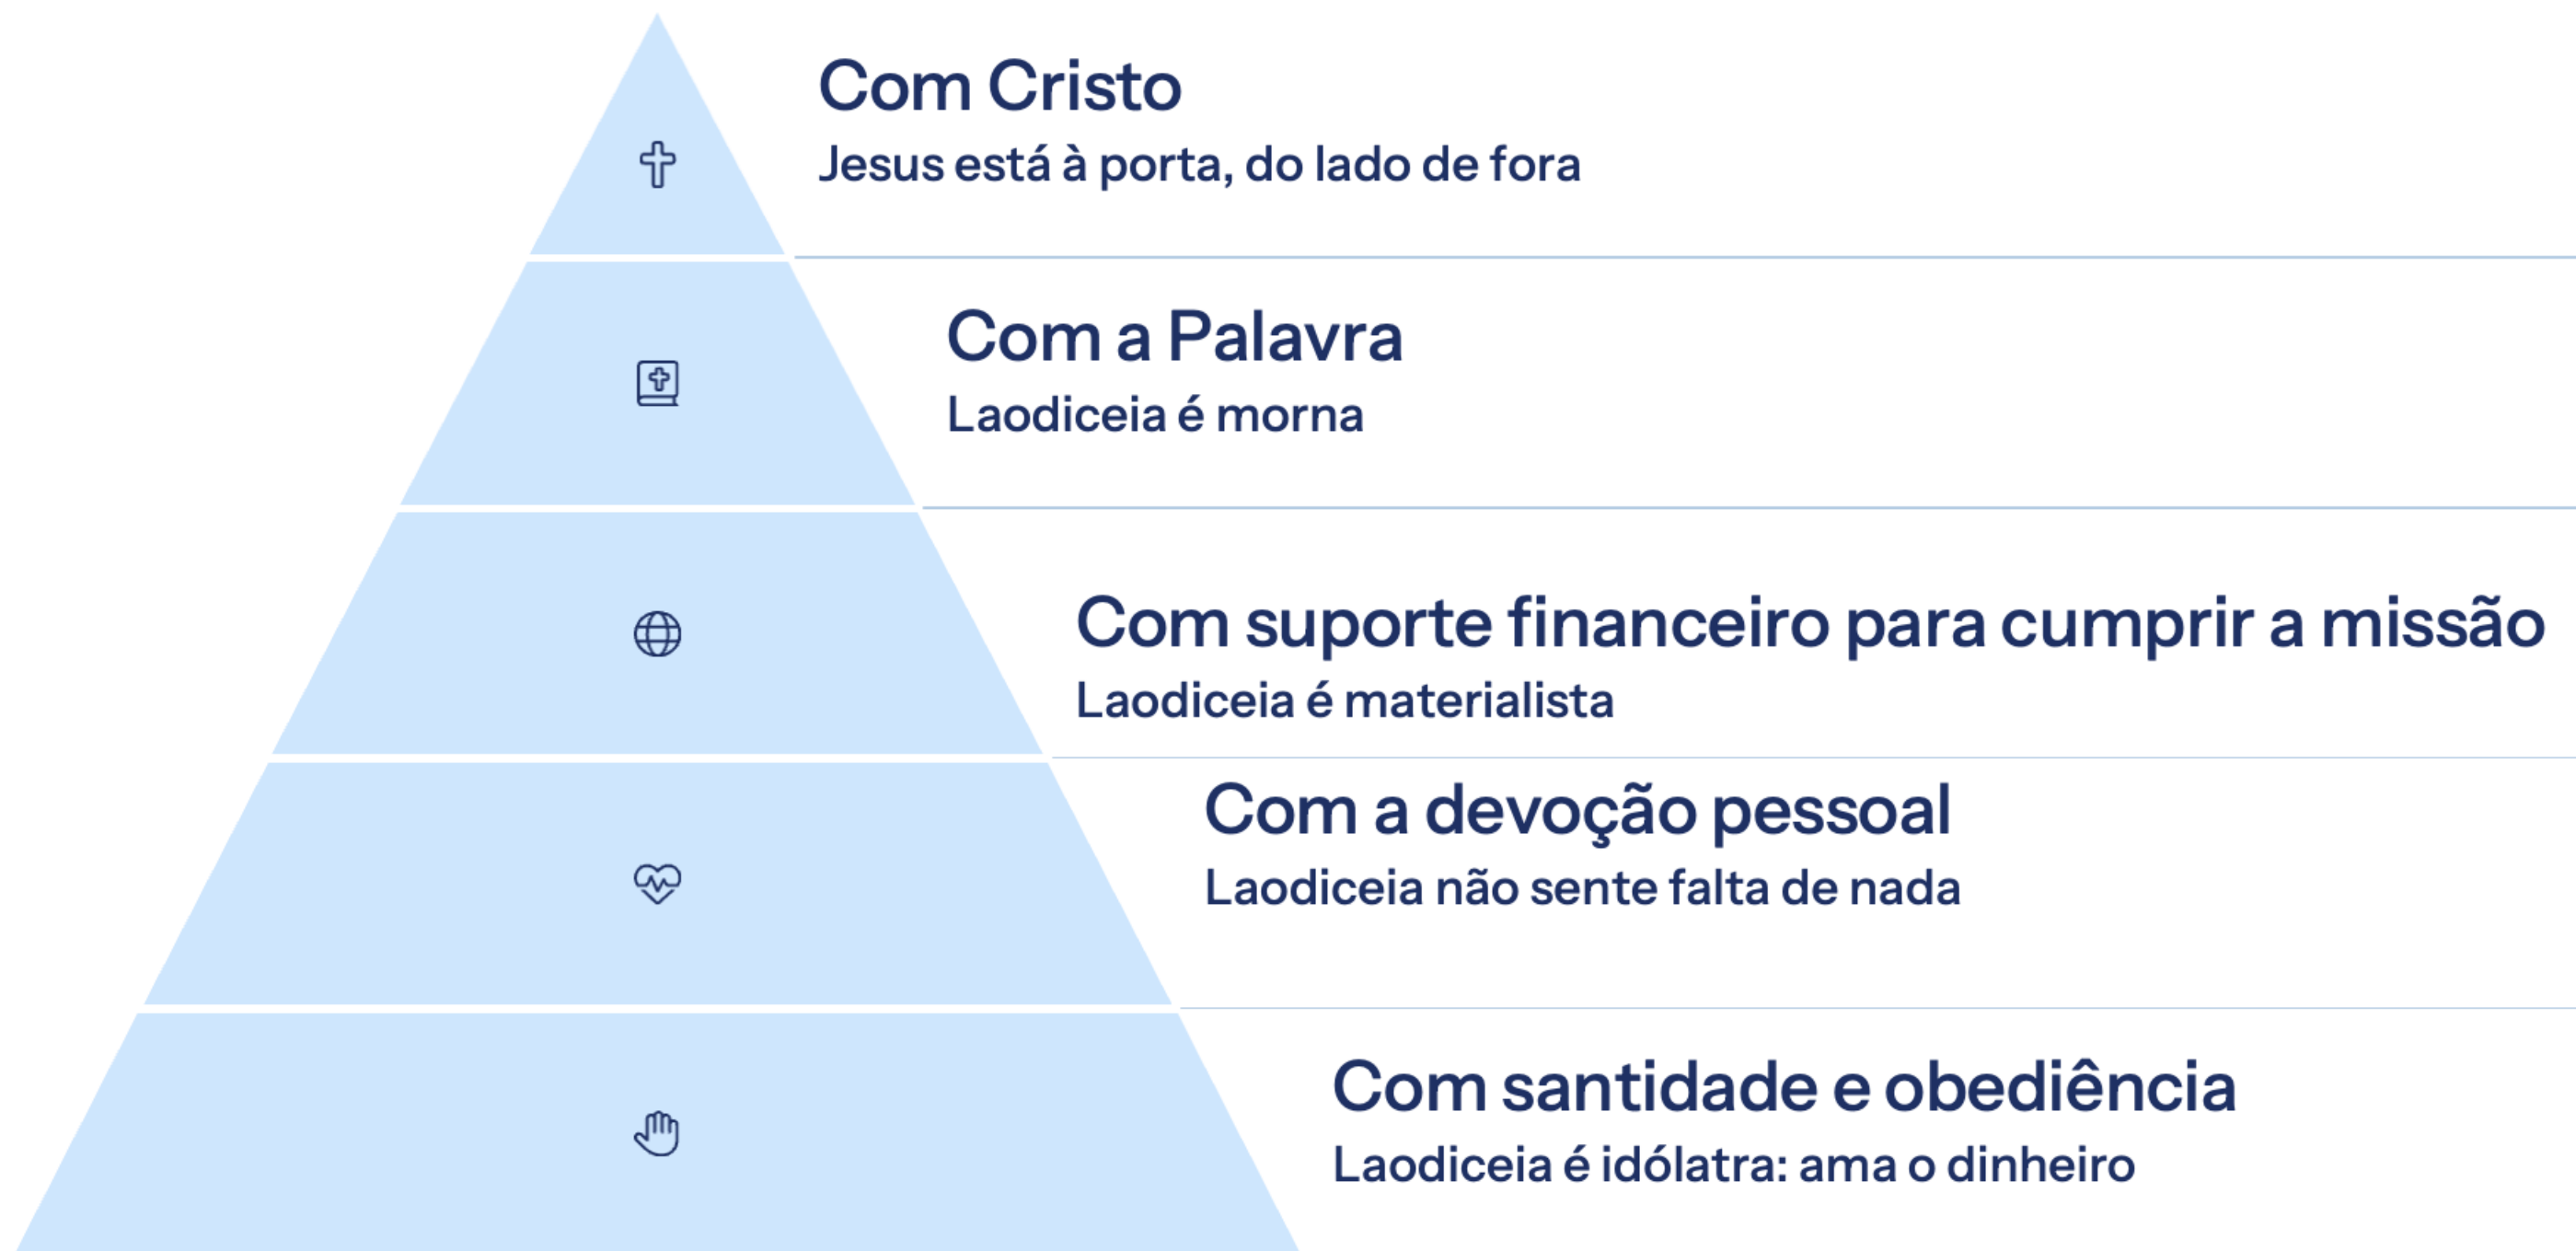 Com Cristo
Jesus está à porta, do lado de fora
Com a Palavra
Laodiceia é morna
Com suporte financeiro para cumprir a missão
Laodiceia é materialista
Com a devoção pessoal
Laodiceia não sente falta de nada
Com santidade e obediência
Laodiceia é idólatra: ama o dinheiro